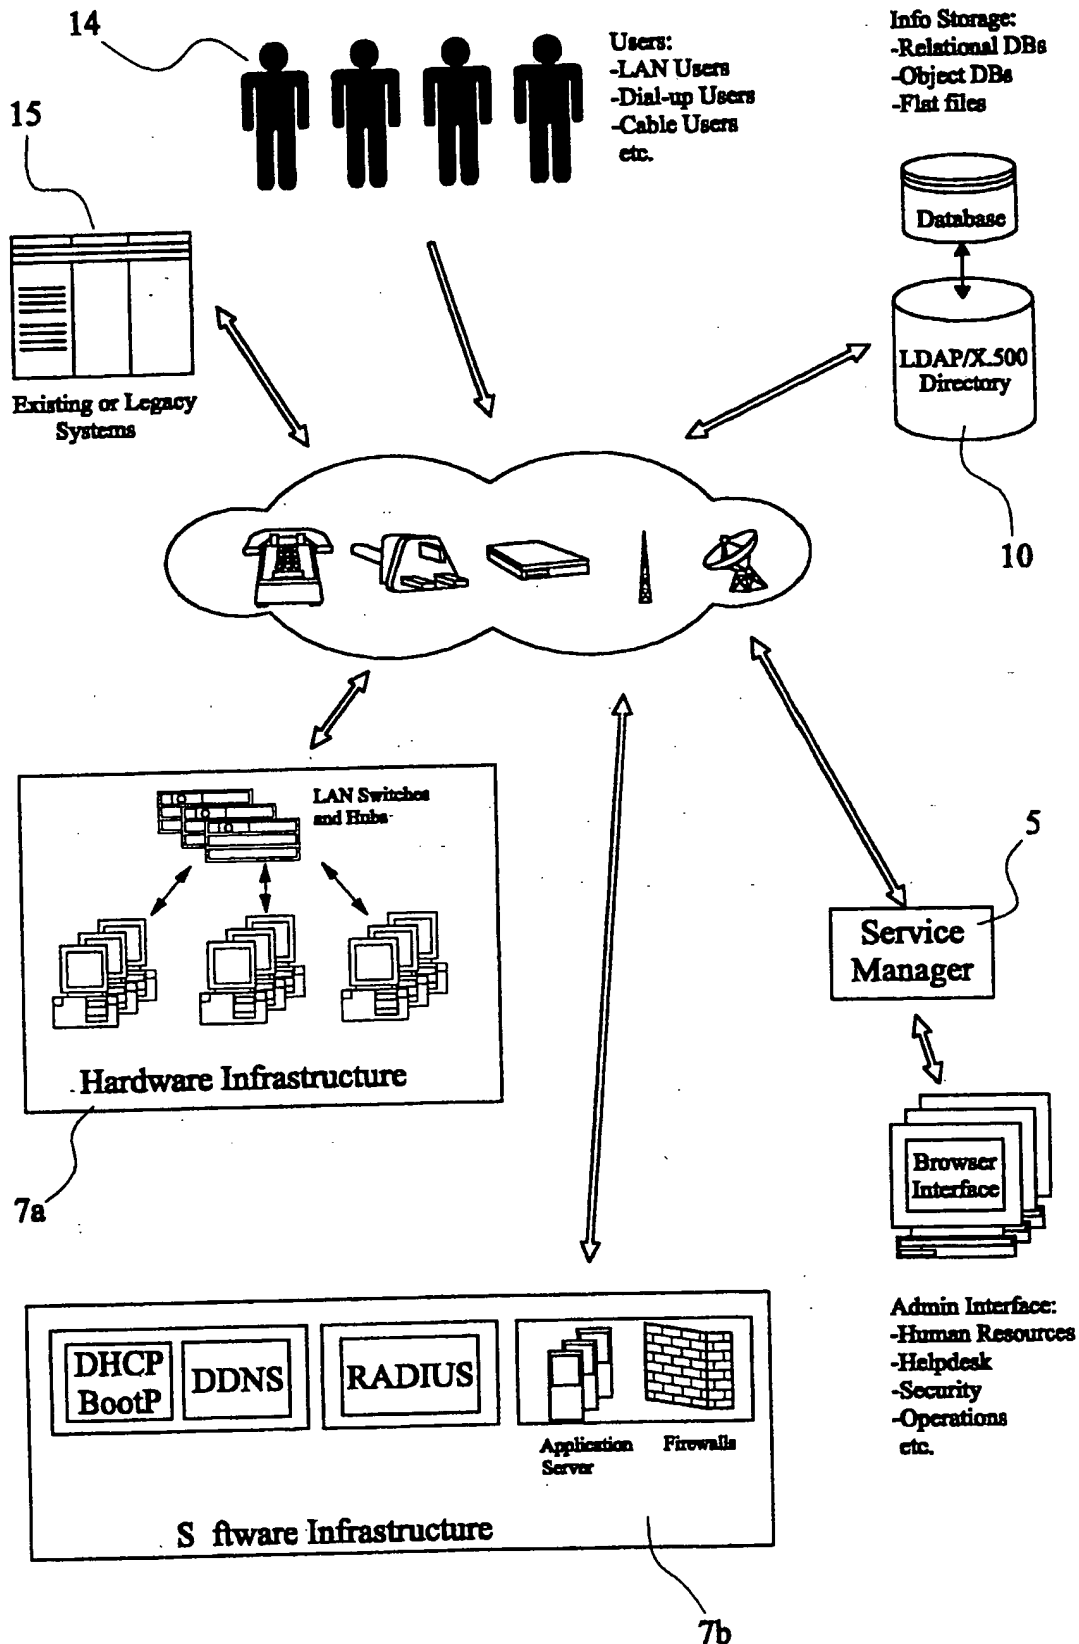 14
Users:
-LAN Users
-Dial-up Users
-Cable Users
etc.
Info Storage:
-Relational DBs
-Object DBs
-Flat files
15
Database
LDAP/X.500
Directory
Existing or Legacy
Systems
10
LAN Switches
and Hubs
5
Service
Manager
Hardware Infrastructure
7a
Browser
Interface
Admin Interface:
-Human Resources
-Helpdesk
-Security
-Operations
etc.
DHCP
BootP
DDNS
RADIUS
Application
Server
Firewalls
S ftware Infrastructure
7b